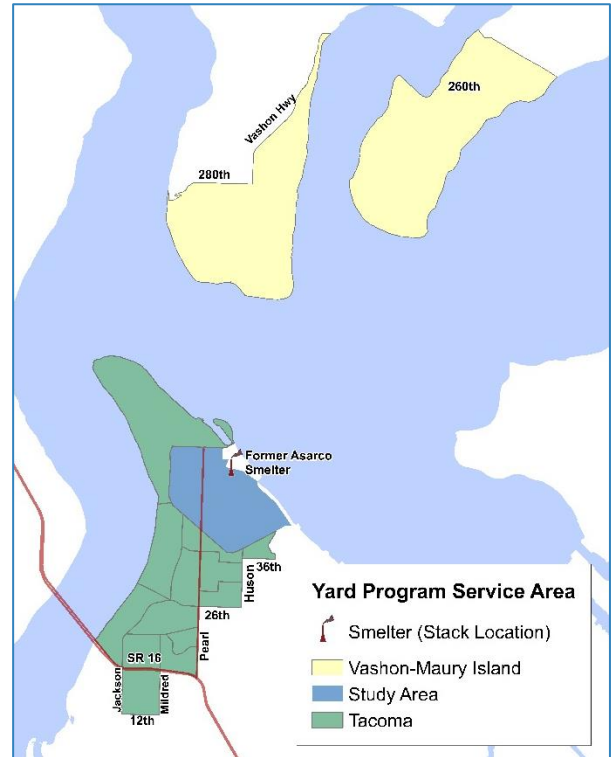 260th
Vashon Hwy
280th
Former Asarco
Smelter
36th
Huson
26th
Pearl
SR 16
Jackson
Mildred
12th
Yard Program Service Area
Smelter (Stack Location)
Vashon-Maury Island
Study Area
Tacoma